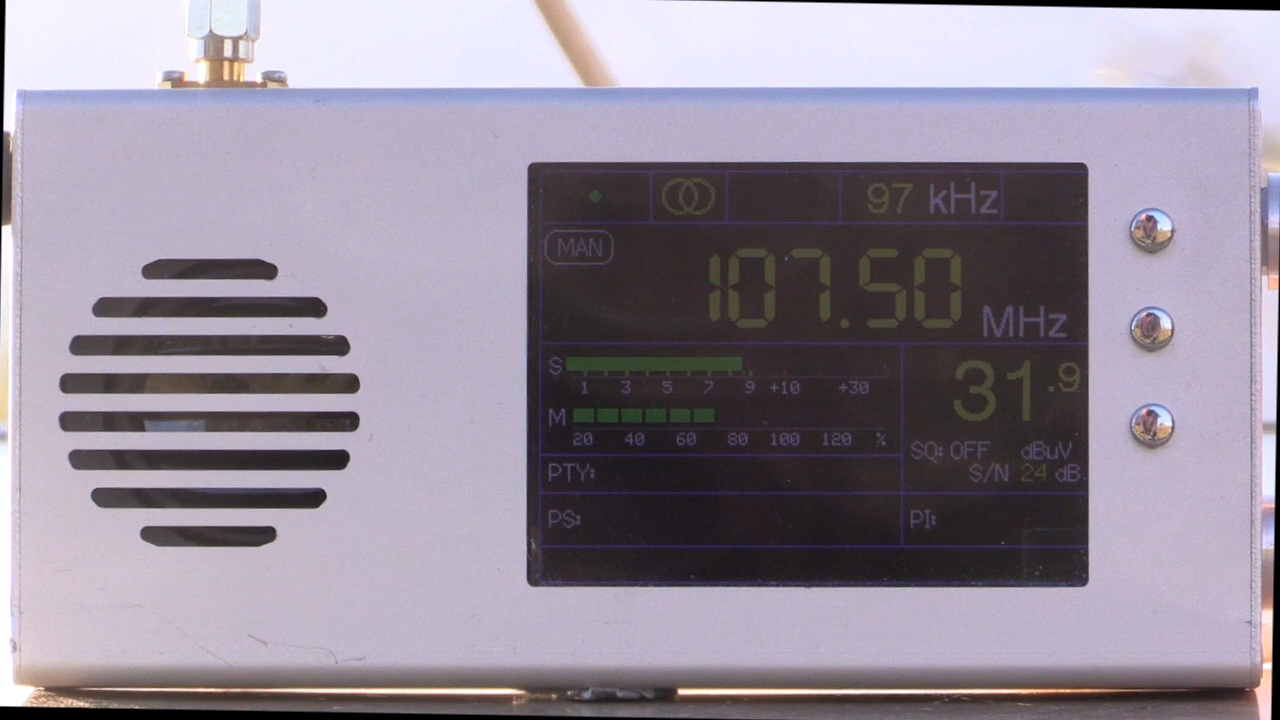 97 kHz
MAN
107.50 MHz
S
1 3 5 7 9 +10 +30
M
20 40 60 80 100 120 %
31.9
SQ: OFF dBuV
S/N 24 dB
PTY:
PS:
PI: